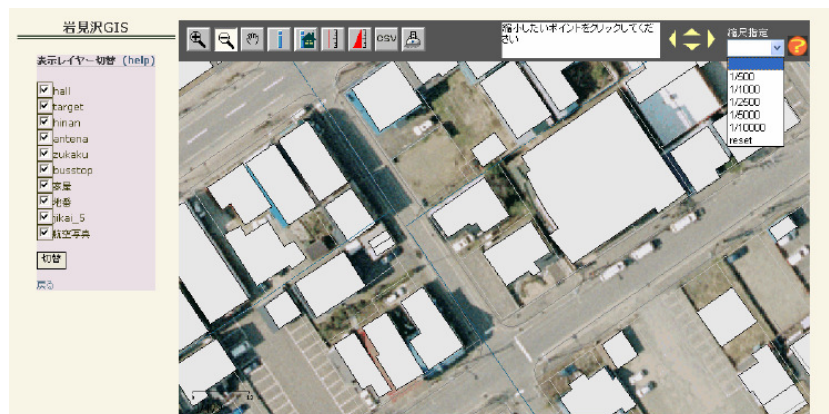 岩見沢GIS
表示レイヤー切替 (help)
hall
target
hinan
antena
zukaku
busstop
家屋
地番
jikai_5
航空写真
切替
戻る
i
CSV
縮小したいポイントをクリックしてくだ
さい
縮尺指定
?
1/500
1/1000
1/2500
1/5000
1/10000
reset